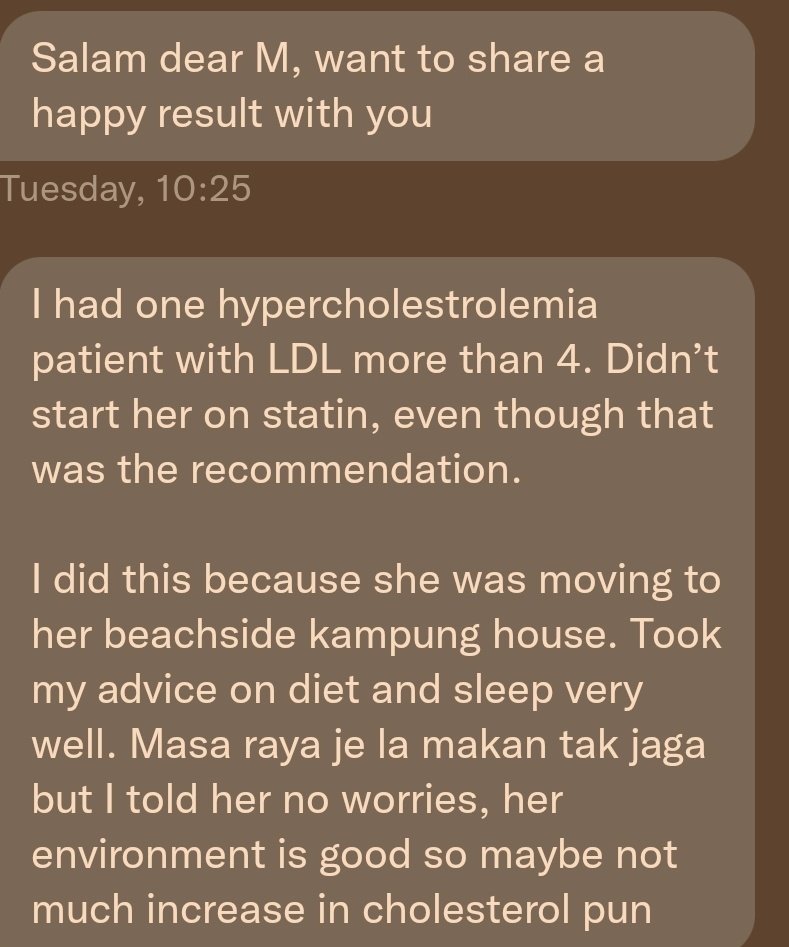 Salam dear M, want to share a
happy result with you
Tuesday, 10:25
I had one hypercholestrolemia
patient with LDL more than 4. Didn’t
start her on statin, even though that
was the recommendation.
I did this because she was moving to
her beachside kampung house. Took
my advice on diet and sleep very
well. Masa raya je la makan tak jaga
but I told her no worries, her
environment is good so maybe not
much increase in cholesterol pun